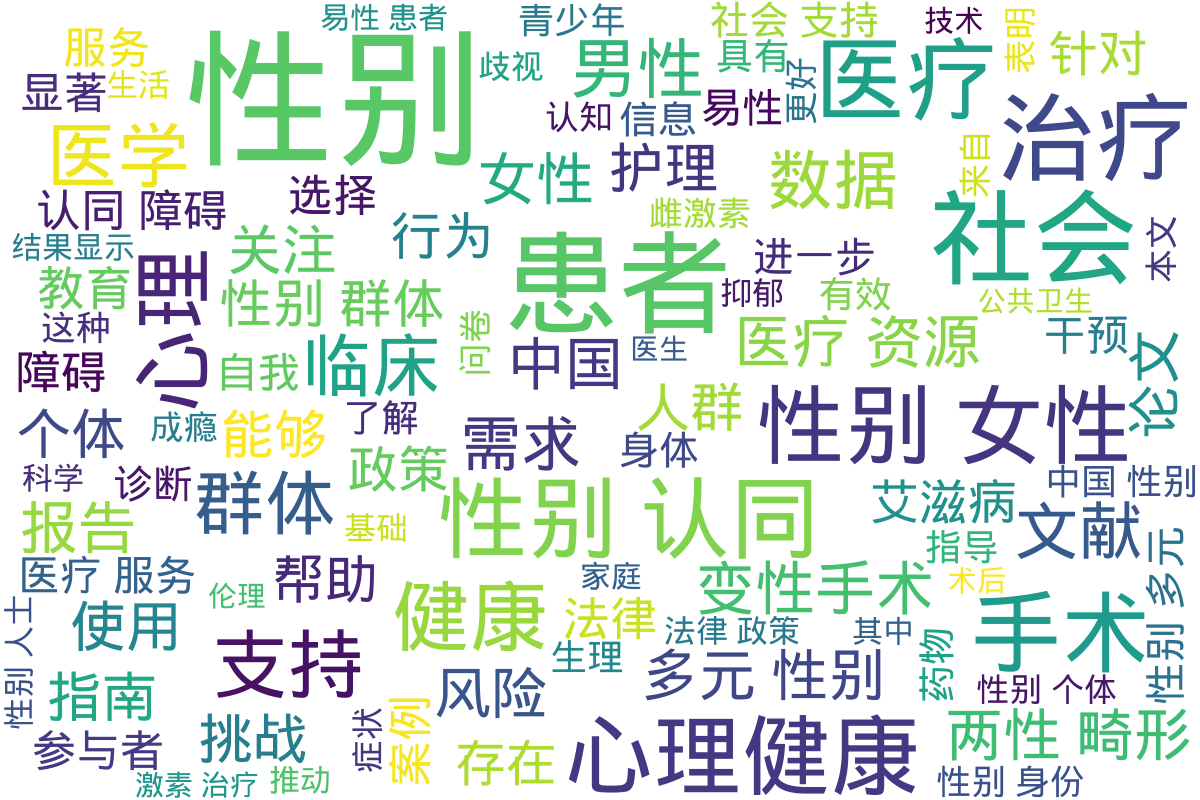 易性 患者
青少年
社会 支持
技术
服务
性别
歧视
男性
具有
医疗
表明
针对
显著
生活
认知
信息
易性
更好
治疗
医学
女性
护理
数据
来自
认同 障碍
选择
行为
雌激素
社会
本文
结果显示
关注
患者
进一步
教育
心理
性别 群体
抑郁
有效
公共卫生
这种
问卷
中国
医生
医疗 资源
干预
障碍
自我
临床
论文
个体
成瘾
能够
了解
需求
人群
身体
性别 女性
科学
诊断
群体
政策
性别 认同
艾滋病
中国 性别
报告
基础
文献
指导
医疗 服务
伦理
帮助
家庭
变性手术
术后
多元
性别 人士
使用
支持
健康
法律
法律 政策
其中
手术
指南
风险
生理
多元 性别
药物
性别 个体
性别
参与者
挑战
症状
案例
存在
心理健康
两性 畸形
激素 治疗
推动
性别 身份